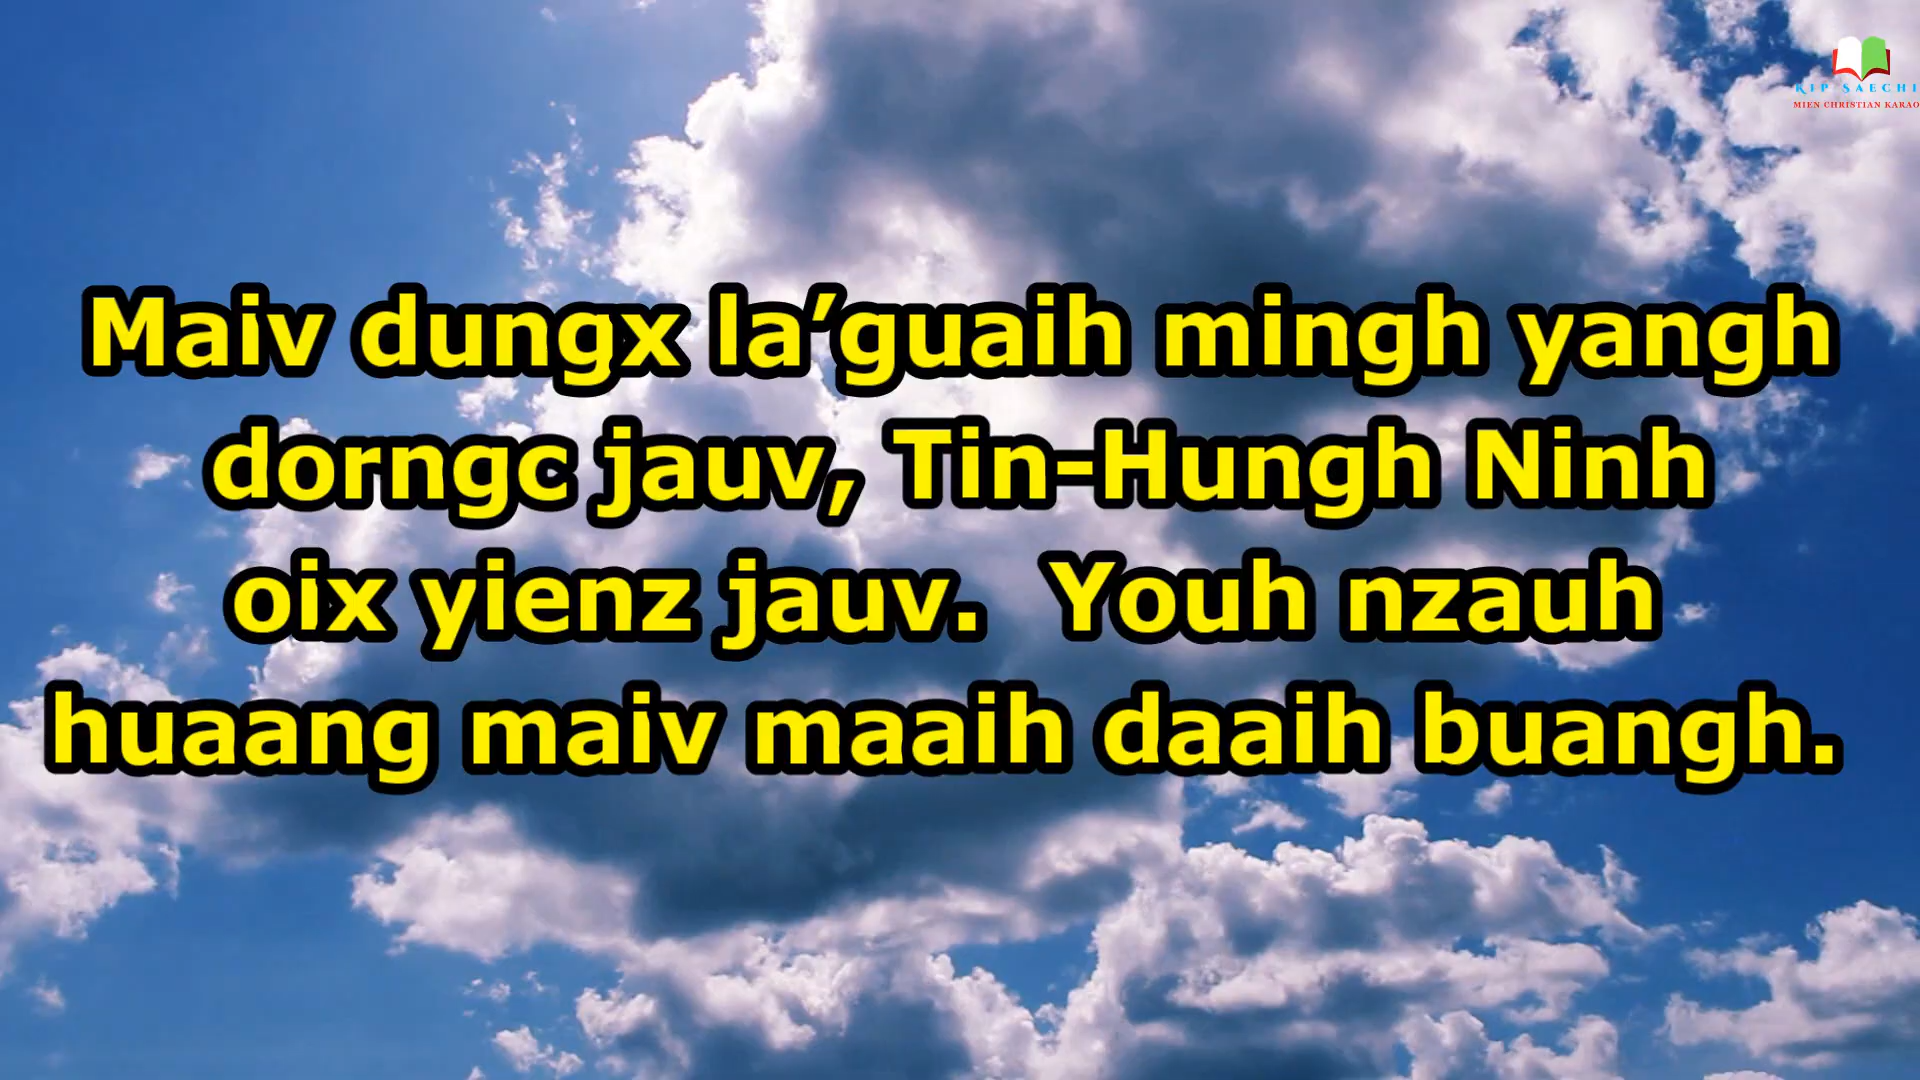 KIP SAECHI
MIEN CHRISTIAN KARAO
Maiv dungx la’guaih mingh yangh
dorngc jauv, Tin-Hungh Ninh
oix yienz jauv. Youh nzauh
huaang maiv maaih daaih buangh.